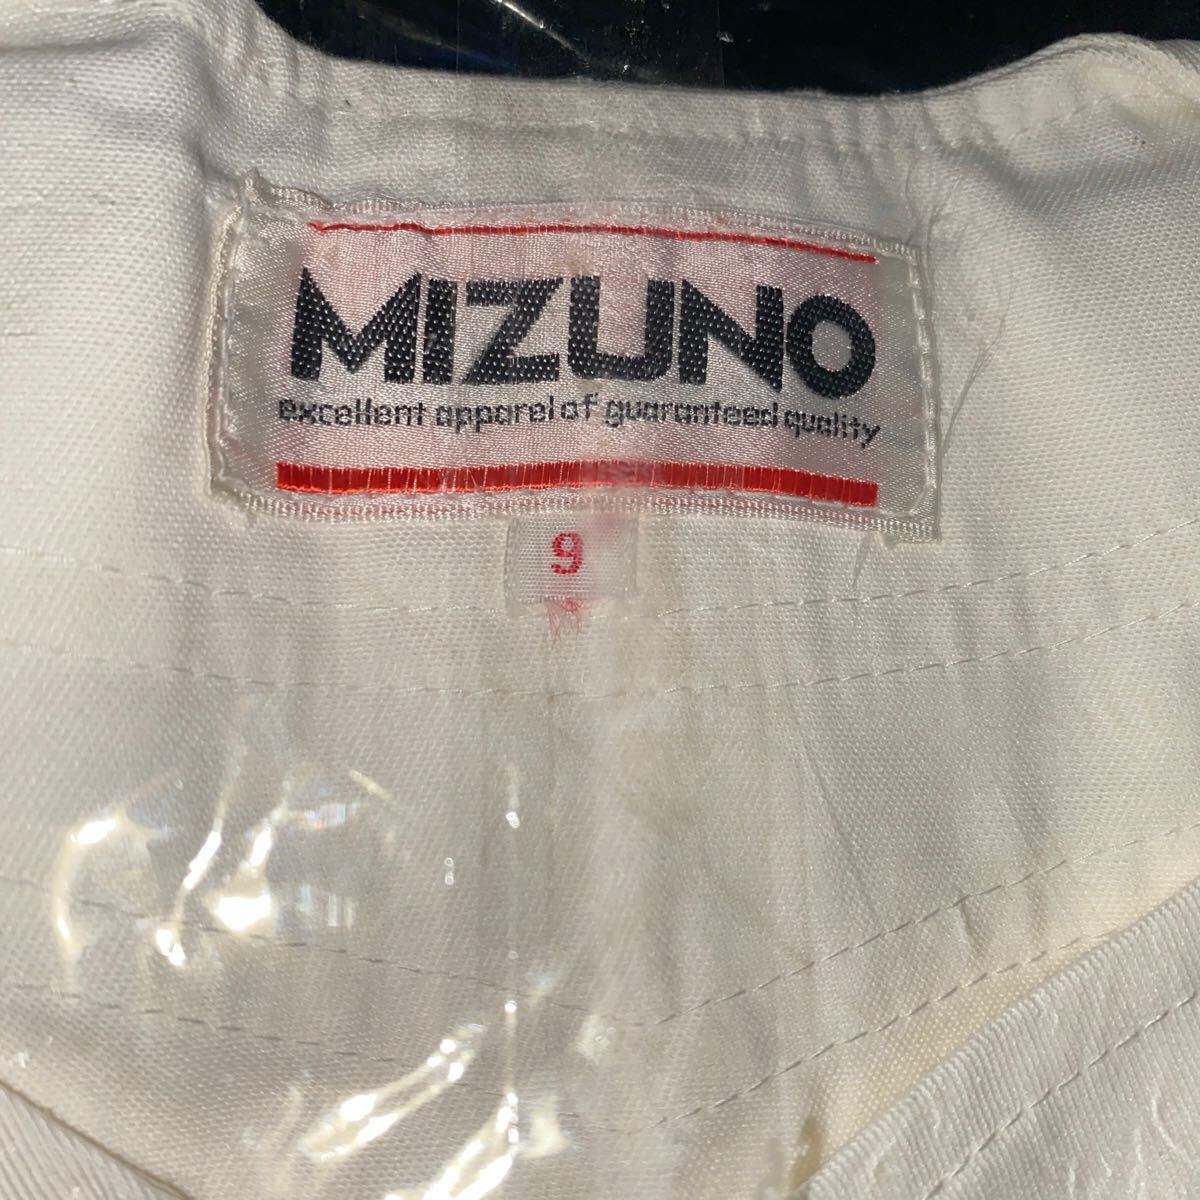 MIZUNO
excellent apparel of guaranteed quality
9